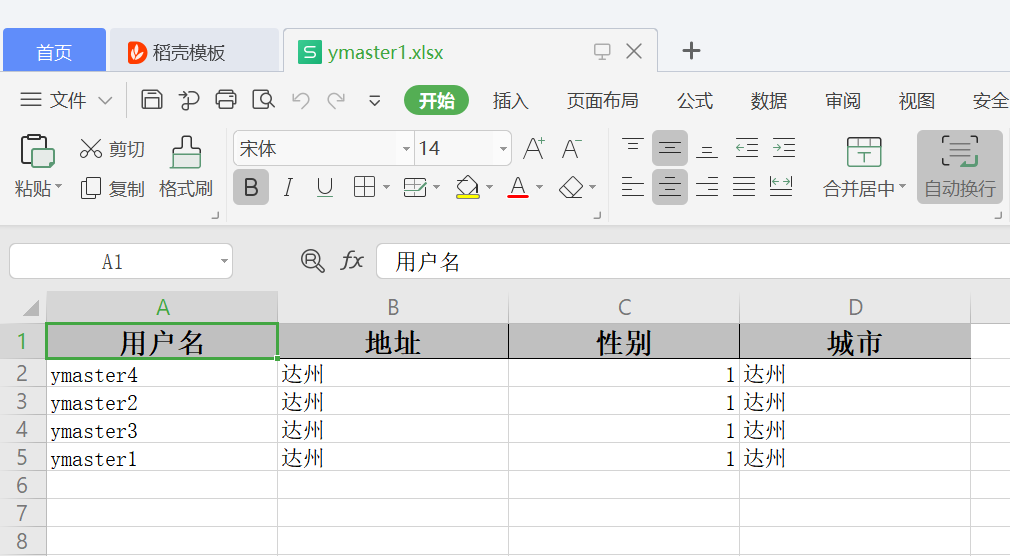 首页 稻壳模板 S ymaster1.xlsx
文件 开始 插入 页面布局 公式 数据 审阅 视图 安全
剪切 宋体 14 A+ A-
粘贴 复制 格式刷 B I U A 合并居中 自动换行
A1 fx 用户名
A B C D
1 用户名 地址 性别 城市
2 ymaster4 达州 1 达州
3 ymaster2 达州 1 达州
4 ymaster3 达州 1 达州
5 ymaster1 达州 1 达州
6
7
8